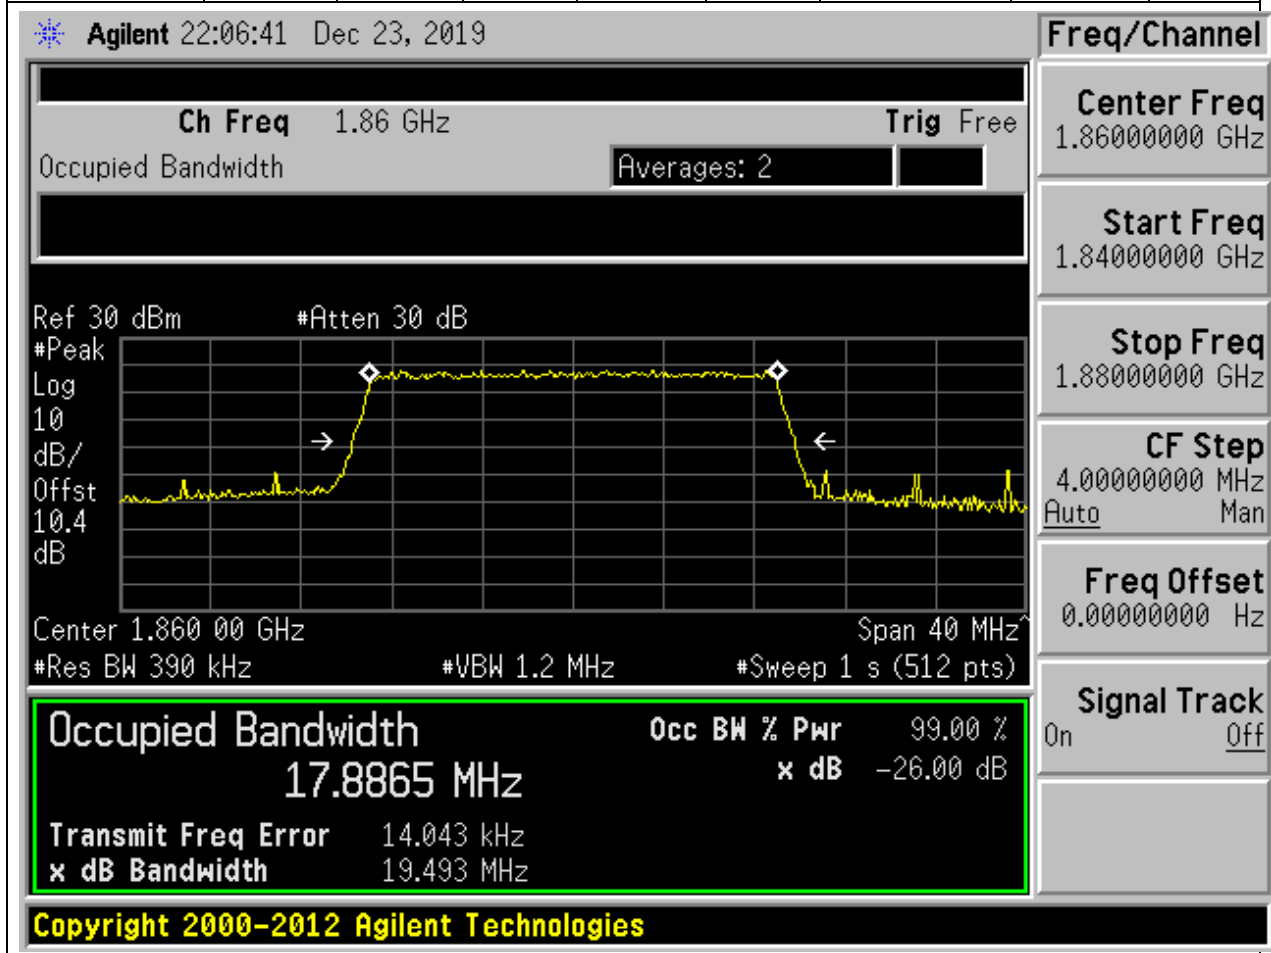 Agilent 22:06:41 Dec 23, 2019
Freq/Channel
Ch Freq 1.86 GHz Trig Free
Occupied Bandwidth Averages: 2
Center Freq
1.86000000 GHz
Start Freq
1.84000000 GHz
Stop Freq
1.88000000 GHz
CF Step
4.00000000 MHz
Auto Man
Freq Offset
0.00000000 Hz
Signal Track
On Off
Ref 30 dBm #Atten 30 dB
#Peak
Log
10
dB/
Offst
10.4
dB
Center 1.860 00 GHz Span 40 MHz^
#Res BW 390 kHz #VBW 1.2 MHz #Sweep 1 s (512 pts)
Occupied Bandwidth Occ BW % Pwr 99.00 %
17.8865 MHz x dB -26.00 dB
Transmit Freq Error 14.043 kHz
x dB Bandwidth 19.493 MHz
Copyright 2000-2012 Agilent Technologies